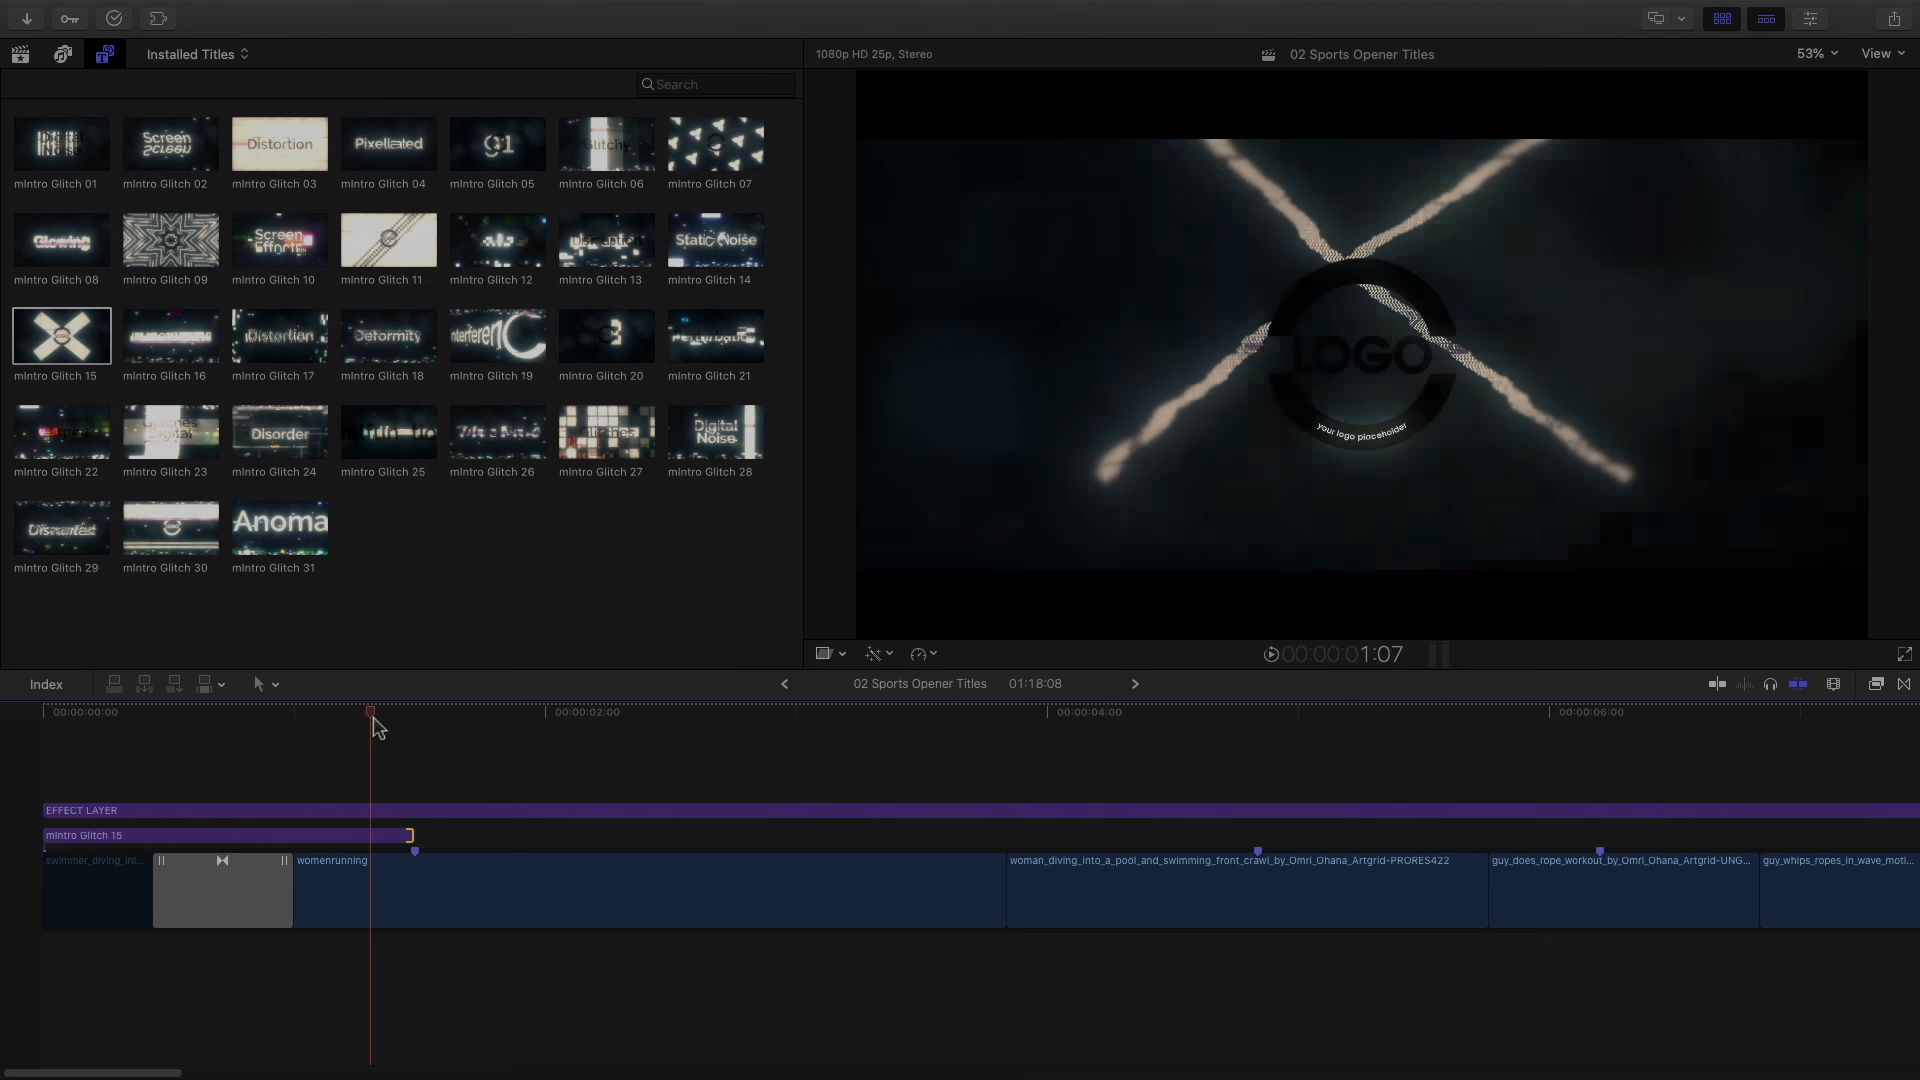 Installed Titles
Search
1080p HD 25p, Stereo
02 Sports Opener Titles
53%
View
Screen
Distortion
Pixellated
Glitchy
mIntro Glitch 01
mIntro Glitch 02
mIntro Glitch 03
mIntro Glitch 04
mIntro Glitch 05
mIntro Glitch 06
mIntro Glitch 07
Glowing
Screen
Static Noise
mIntro Glitch 08
mIntro Glitch 09
mIntro Glitch 10
mIntro Glitch 11
mIntro Glitch 12
mIntro Glitch 13
mIntro Glitch 14
Distortion
Deformity
mIntro Glitch 15
mIntro Glitch 16
mIntro Glitch 17
mIntro Glitch 18
mIntro Glitch 19
mIntro Glitch 20
mIntro Glitch 21
Glitches
Digital
Disorder
Glitches
Digital
Noise
mIntro Glitch 22
mIntro Glitch 23
mIntro Glitch 24
mIntro Glitch 25
mIntro Glitch 26
mIntro Glitch 27
mIntro Glitch 28
Anoma
mIntro Glitch 29
mIntro Glitch 30
mIntro Glitch 31
LOGO
your logo placeholder
00:00:01:07
Index
02 Sports Opener Titles
01:18:08
00:00:00:00
00:00:02:00
00:00:04:00
00:00:06:00
EFFECT LAYER
mIntro Glitch 15
swimmer_diving_int...
womenrunning
woman_diving_into_a_pool_and_swimming_front_crawl_by_Omri_Ohana_Artgrid-PRORES422
guy_does_rope_workout_by_Omri_Ohana_Artgrid-UNG...
guy_whips_ropes_in_wave_moti...